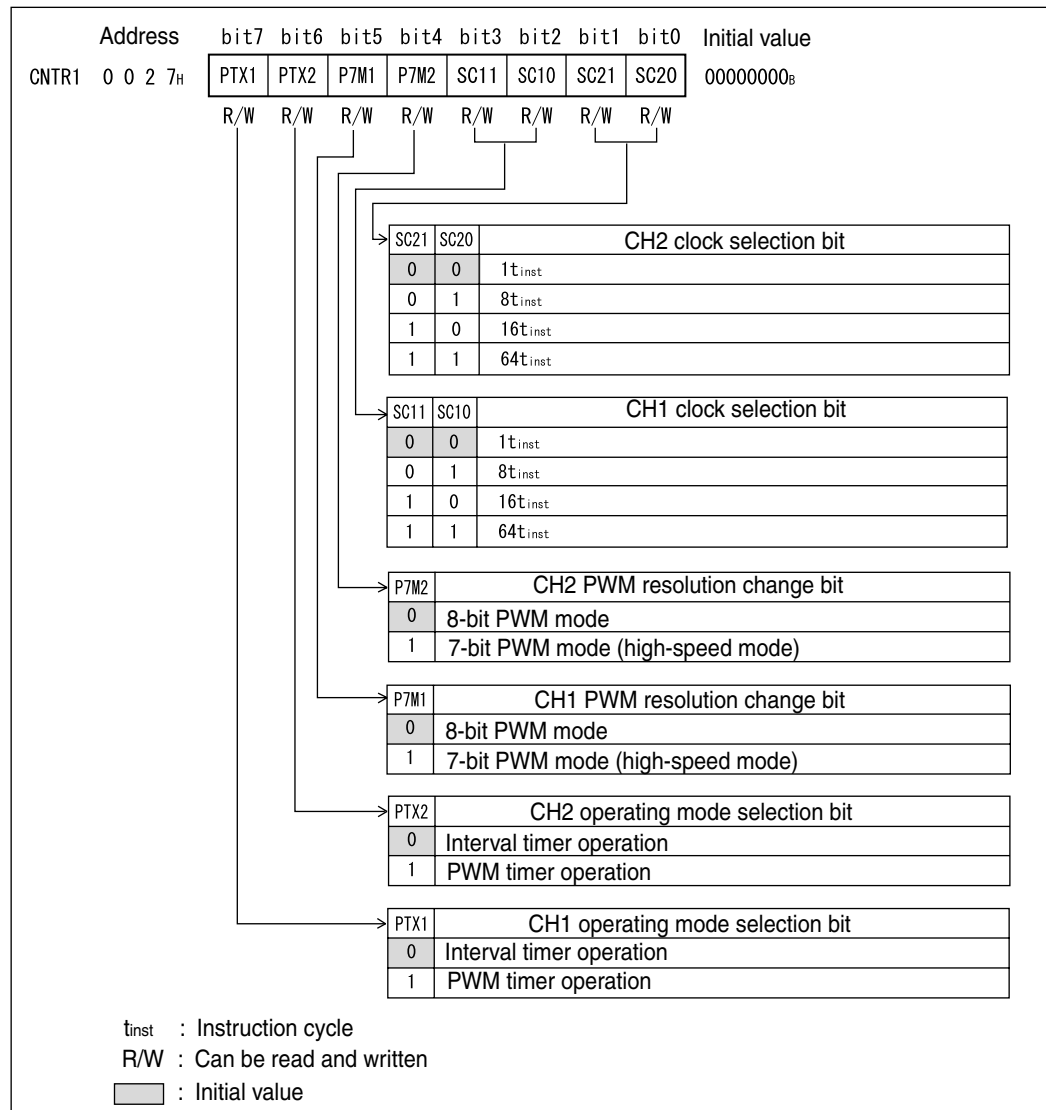 Address bit7 bit6 bit5 bit4 bit3 bit2 bit1 bit0 Initial value
CNTR1 0 0 2 7H PTX1 PTX2 P7M1 P7M2 SC11 SC10 SC21 SC20 00000000B
R/W R/W R/W R/W R/W R/W R/W R/W
SC21 SC20 CH2 clock selection bit
0 0 1tinst
0 1 8tinst
1 0 16tinst
1 1 64tinst
SC11 SC10 CH1 clock selection bit
0 0 1tinst
0 1 8tinst
1 0 16tinst
1 1 64tinst
P7M2 CH2 PWM resolution change bit
0 8-bit PWM mode
1 7-bit PWM mode (high-speed mode)
P7M1 CH1 PWM resolution change bit
0 8-bit PWM mode
1 7-bit PWM mode (high-speed mode)
PTX2 CH2 operating mode selection bit
0 Interval timer operation
1 PWM timer operation
PTX1 CH1 operating mode selection bit
0 Interval timer operation
1 PWM timer operation
tinst : Instruction cycle
R/W : Can be read and written
: Initial value